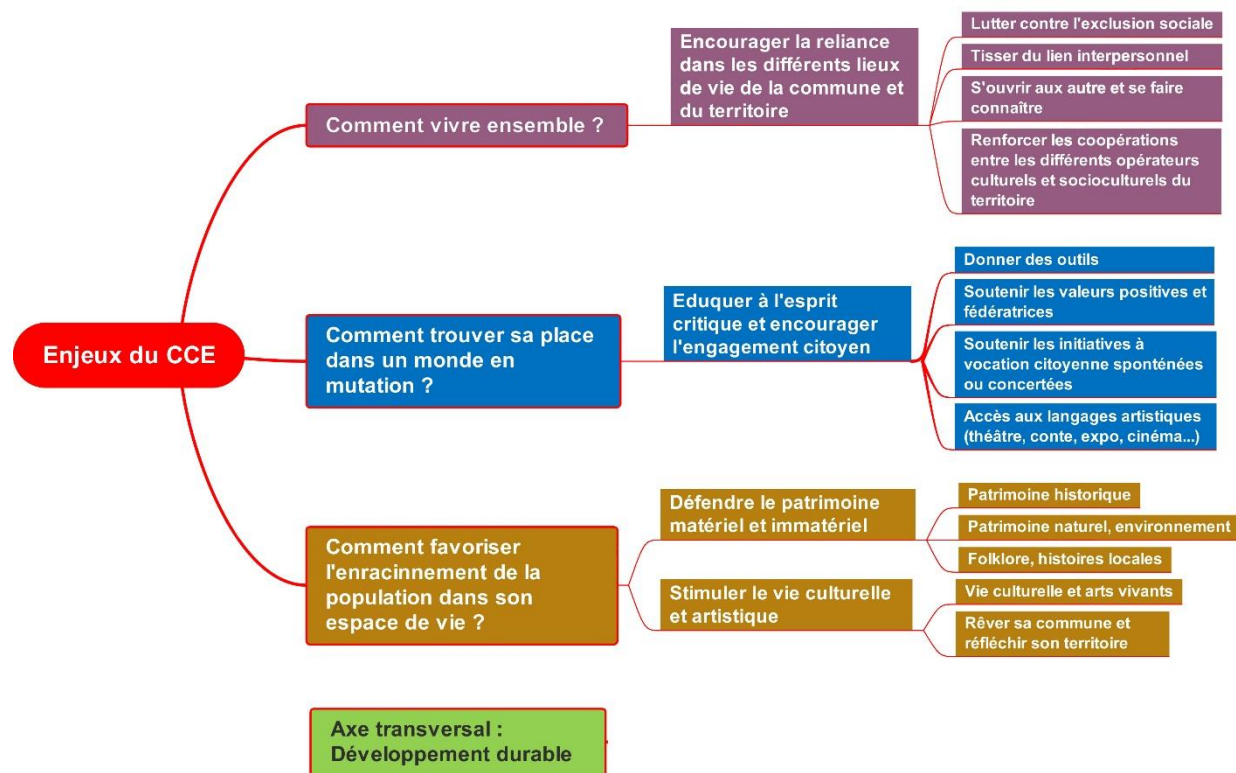 Enjeux du CCE
Comment vivre ensemble ?
Encourager la reliance
dans les différents lieux
de vie de la commune et
du territoire
Lutter contre l'exclusion sociale
Tisser du lien interpersonnel
S'ouvrir aux autre et se faire
connaître
Renforcer les coopérations
entre les différents opérateurs
culturels et socioculturels du
territoire
Comment trouver sa place
dans un monde en
mutation ?
Eduquer à l'esprit
critique et encourager
l'engagement citoyen
Donner des outils
Soutenir les valeurs positives et
fédératrices
Soutenir les initiatives à
vocation citoyenne sponténées
ou concertées
Accès aux langages artistiques
(théâtre, conte, expo, cinéma...)
Comment favoriser
l'enracinnement de la
population dans son
espace de vie ?
Défendre le patrimoine
matériel et immatériel
Patrimoine historique
Patrimoine naturel, environnement
Folklore, histoires locales
Stimuler le vie culturelle
et artistique
Vie culturelle et arts vivants
Rêver sa commune et
réfléchir son territoire
Axe transversal :
Développement durable